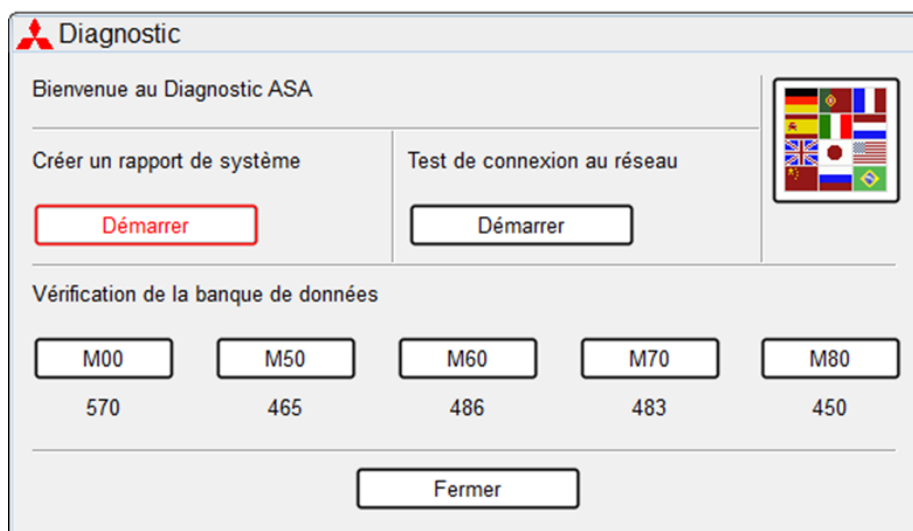 Diagnostic
Bienvenue au Diagnostic ASA
Créer un rapport de système
Test de connexion au réseau
Démarrer
Démarrer
Vérification de la banque de données
M00
M50
M60
M70
M80
570
465
486
483
450
Fermer